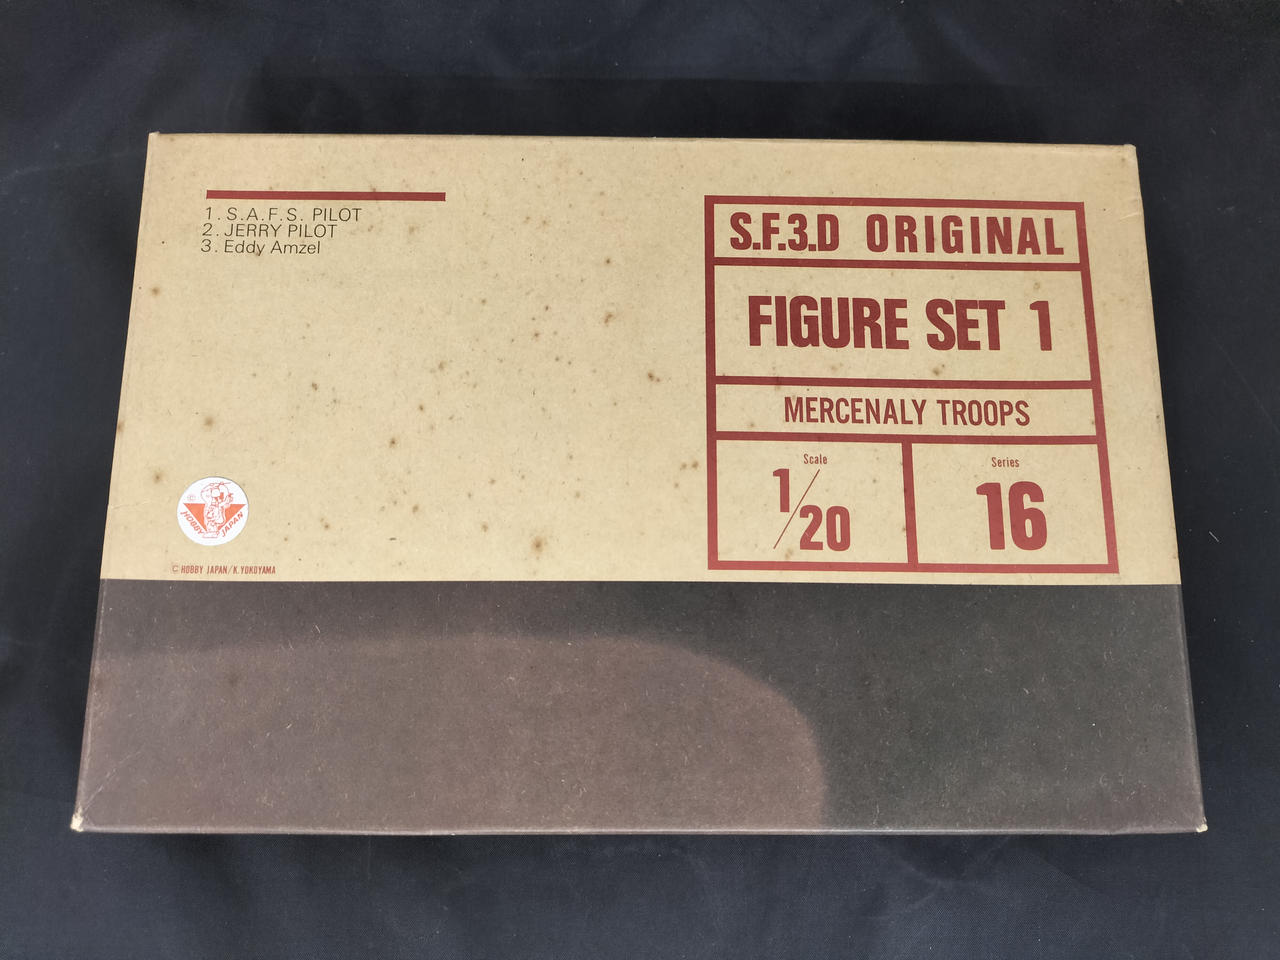 1. S.A.F.S. PILOT
2. JERRY PILOT
3. Eddy Amzel
S.F.3.D ORIGINAL
FIGURE SET 1
MERCENALY TROOPS
Scale
1/20
Series
16
©
HOBBY JAPAN
© HOBBY JAPAN/K.YOKOYAMA